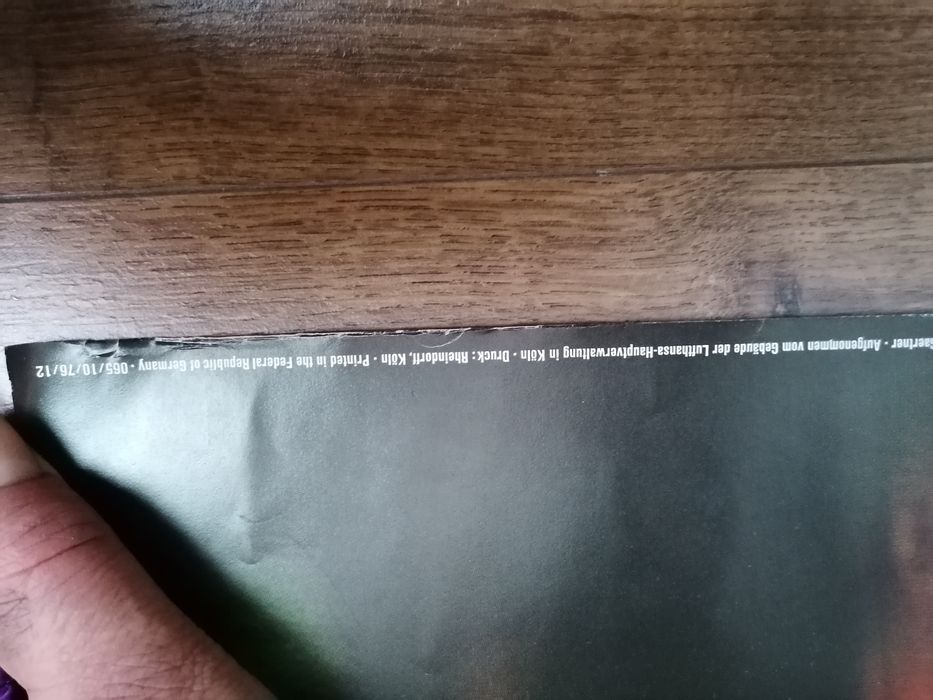 Gaertner · Aufgenommen vom Gebäude der Lufthansa-Hauptverwaltung in Köln · Druck: Rheindorff, Köln · Printed in the Federal Republic of Germany · 065/10/76/12